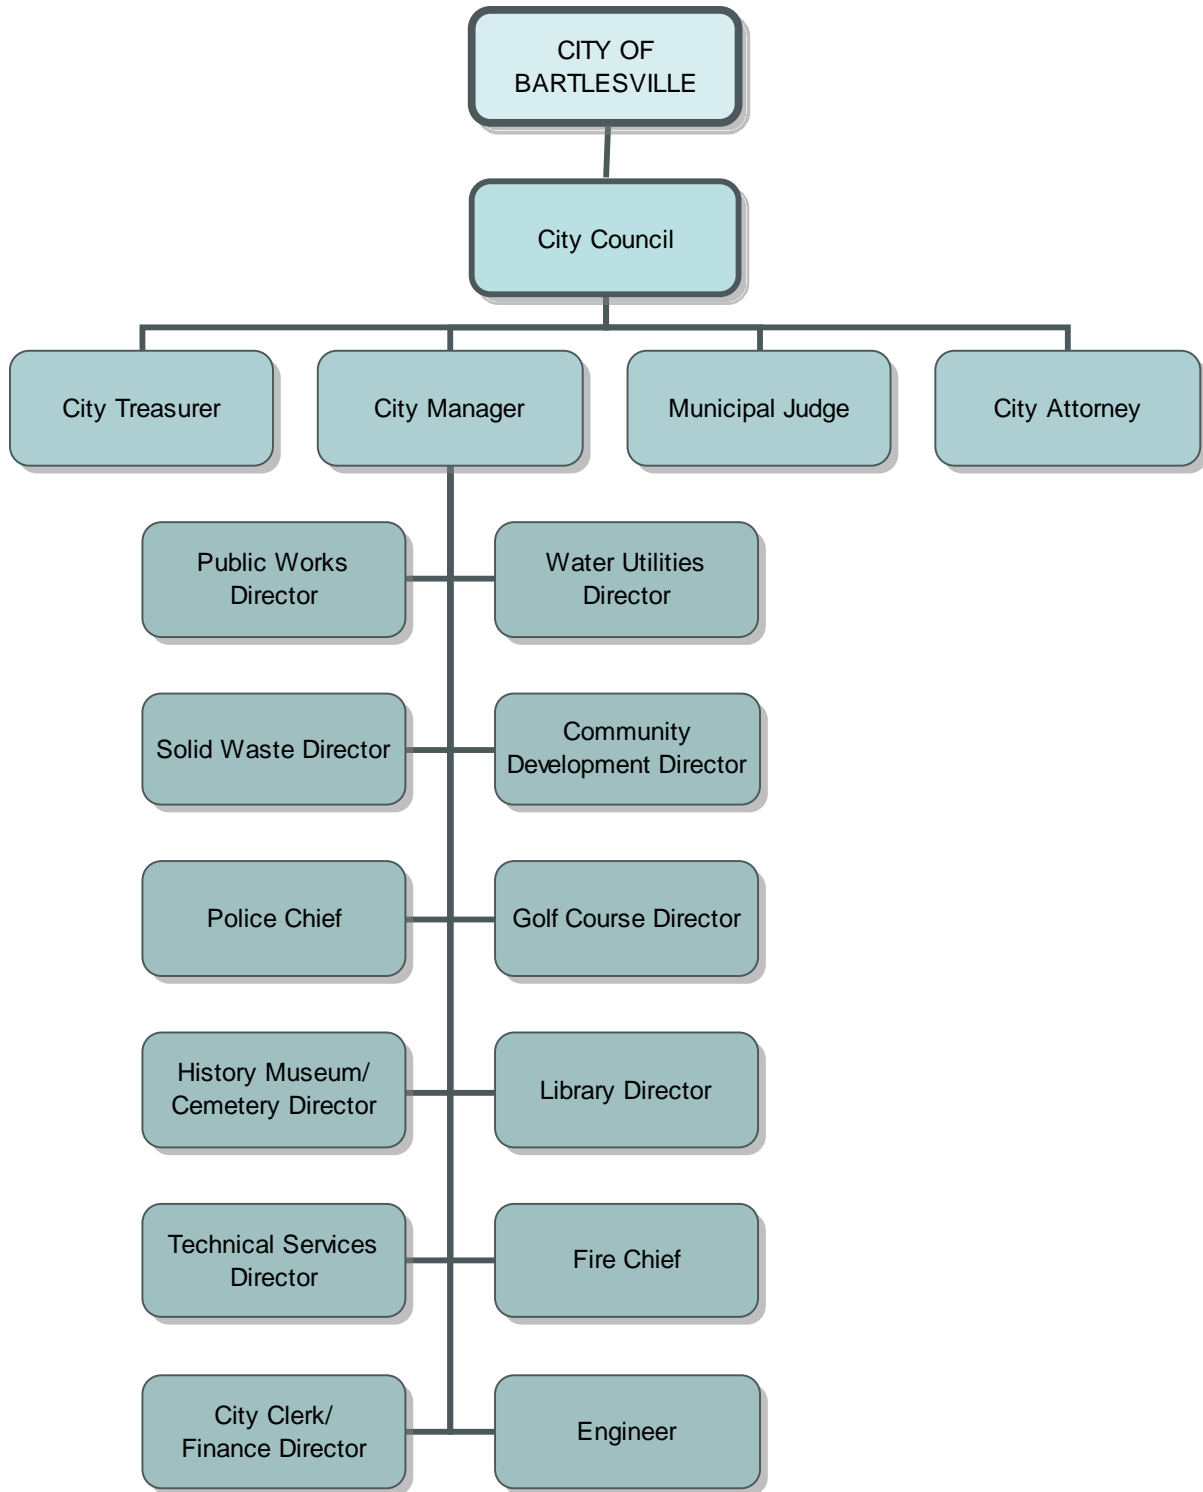 CITY OF
BARTLESVILLE
City Council
City Treasurer
City Manager
Municipal Judge
City Attorney
Public Works
Director
Water Utilities
Director
Solid Waste Director
Community
Development Director
Police Chief
Golf Course Director
History Museum/
Cemetery Director
Library Director
Technical Services
Director
Fire Chief
City Clerk/
Finance Director
Engineer